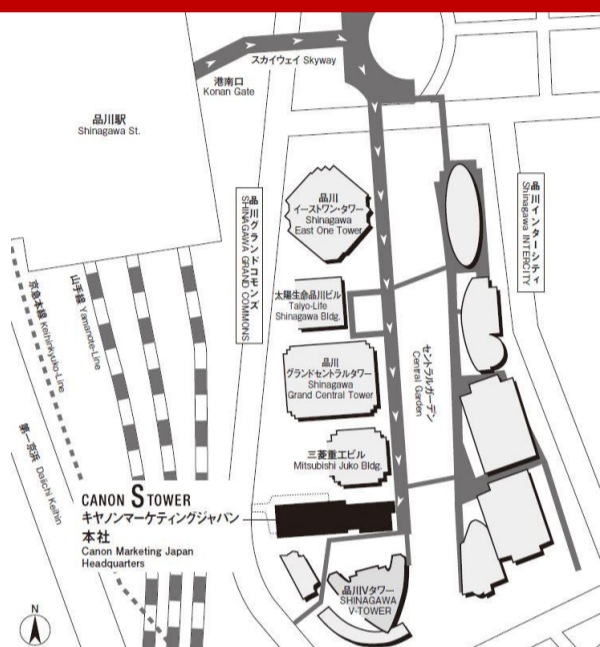 スカイウェイ Skyway
港南口
Konan Gate
品川駅
Shinagawa St.
品川グランドコモンズ
SHINAGAWA GRAND COMMONS
品川
イーストワン・タワー
Shinagawa
East One Tower
品川インターシティ
Shinagawa INTERCITY
太陽生命品川ビル
Taiyo-Life
Shinagawa Bldg.
京急本線 Keihinkyuko-Line
山手線 Yamanote-Line
品川
グランドセントラルタワー
Shinagawa
Grand Central Tower
セントラルガーデン
Central Garden
第一京浜 Daiichi Keihin
三菱重工ビル
Mitsubishi Juko Bldg.
CANON S TOWER
キヤノンマーケティングジャパン
本社
Canon Marketing Japan
Headquarters
品川Vタワー
SHINAGAWA
V-TOWER
N